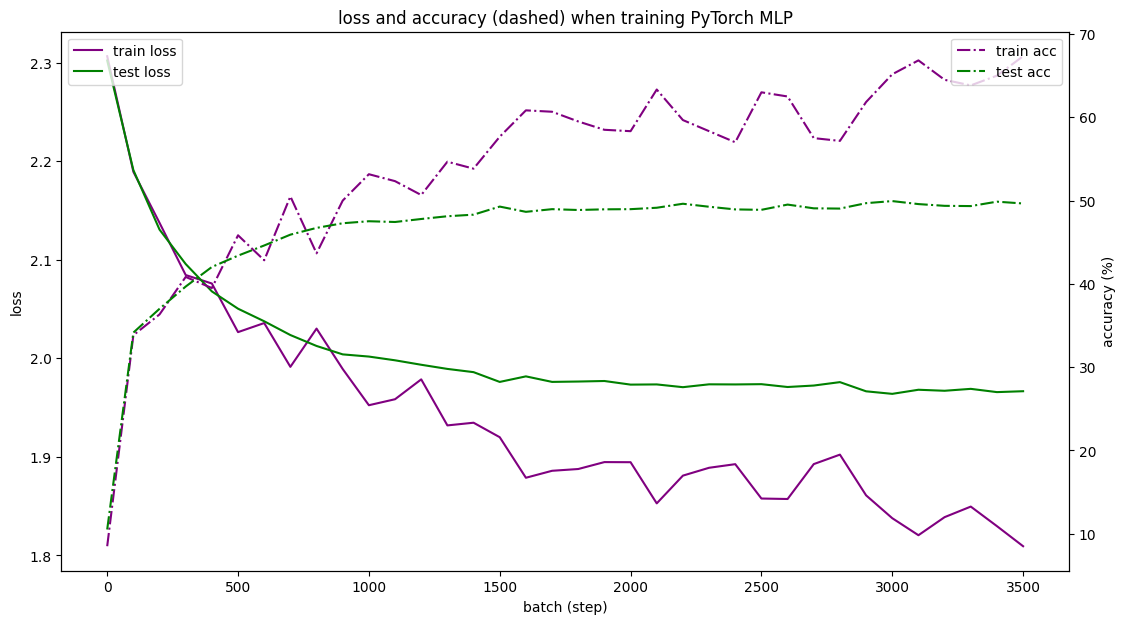 loss and accuracy (dashed) when training PyTorch MLP
train loss
test loss
train acc
test acc
2.3
2.2
2.1
2.0
1.9
1.8
loss
70
60
50
40
30
20
10
accuracy (%)
0 500 1000 1500 2000 2500 3000 3500
batch (step)